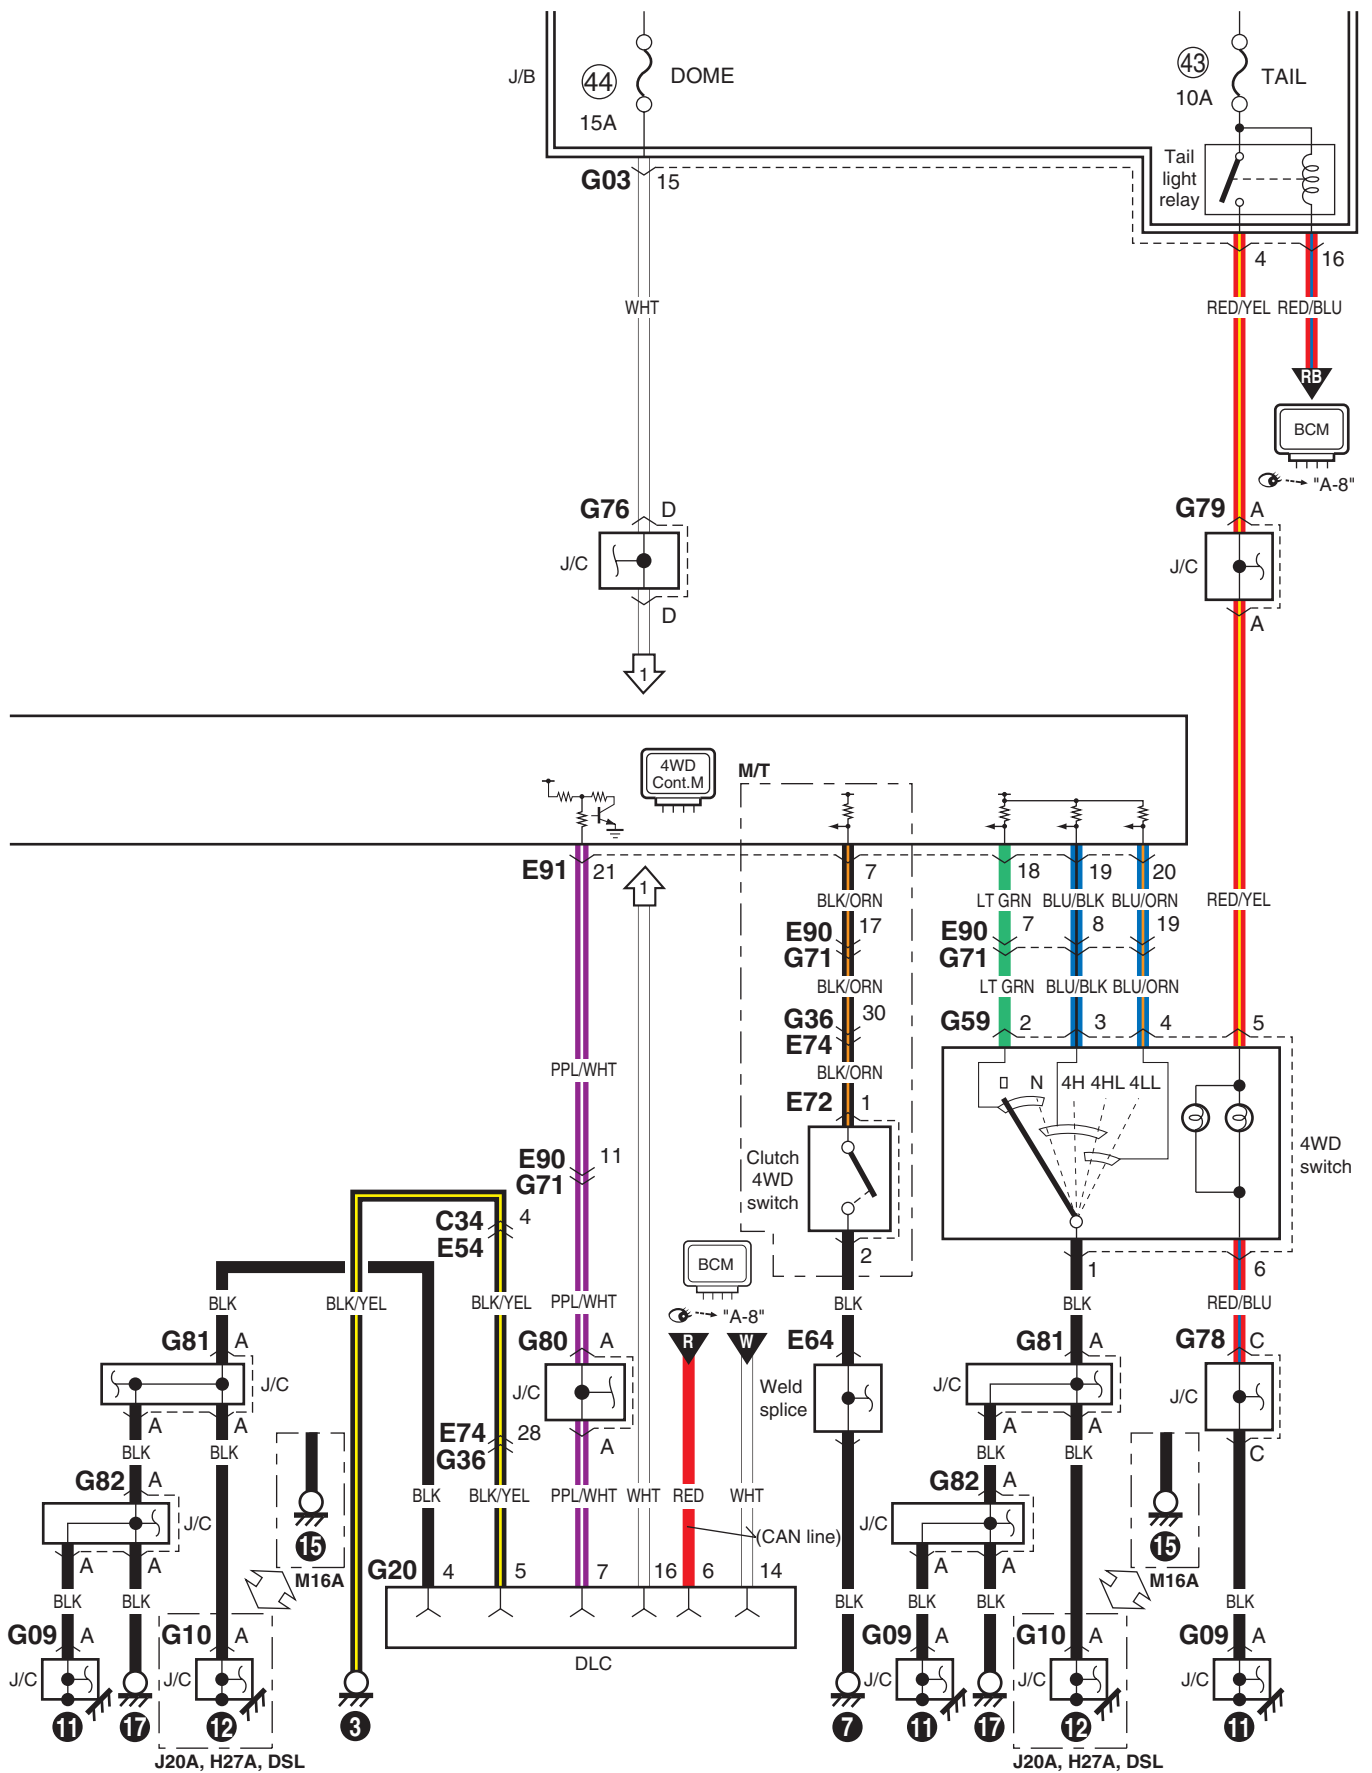 J/B
44
DOME
15A
43
TAIL
10A
Tail
light
relay
G03 15
4 16
WHT
RED/YEL RED/BLU
RB
BCM
"A-8"
G76 D
J/C
D
1
G79 A
J/C
A
4WD
Cont.M
M/T
E91 21
1
7
18 19 20
BLK/ORN
LT GRN BLU/BLK BLU/ORN
RED/YEL
E90 17
G71
E90 7 8 19
G71
BLK/ORN
LT GRN BLU/BLK BLU/ORN
G36 30
E74
G59 2 3 4 5
PPL/WHT
BLK/ORN
E72 1
N 4H 4HL 4LL
4WD
switch
E90 11
G71
Clutch
4WD
switch
C34 4
E54
BCM
"A-8"
2
1 6
BLK
BLK/YEL
BLK/YEL
PPL/WHT
BLK
BLK
RED/BLU
G81 A
J/C
A A
G80 A
J/C
A
R W
E64
Weld
splice
G81 A
J/C
A A
G78 C
J/C
C
E74 28
G36
BLK BLK
BLK BLK
G82 A
J/C
A A
15
M16A
BLK BLK/YEL PPL/WHT WHT RED WHT
(CAN line)
G82 A
J/C
A A
15
M16A
G20 4 5 7 16 6 14
DLC
BLK BLK
BLK
BLK BLK
BLK
G09 A
J/C
11
17
G10 A
J/C
12
J20A, H27A, DSL
3
7
G09 A
J/C
11
17
G10 A
J/C
12
J20A, H27A, DSL
G09 A
J/C
11